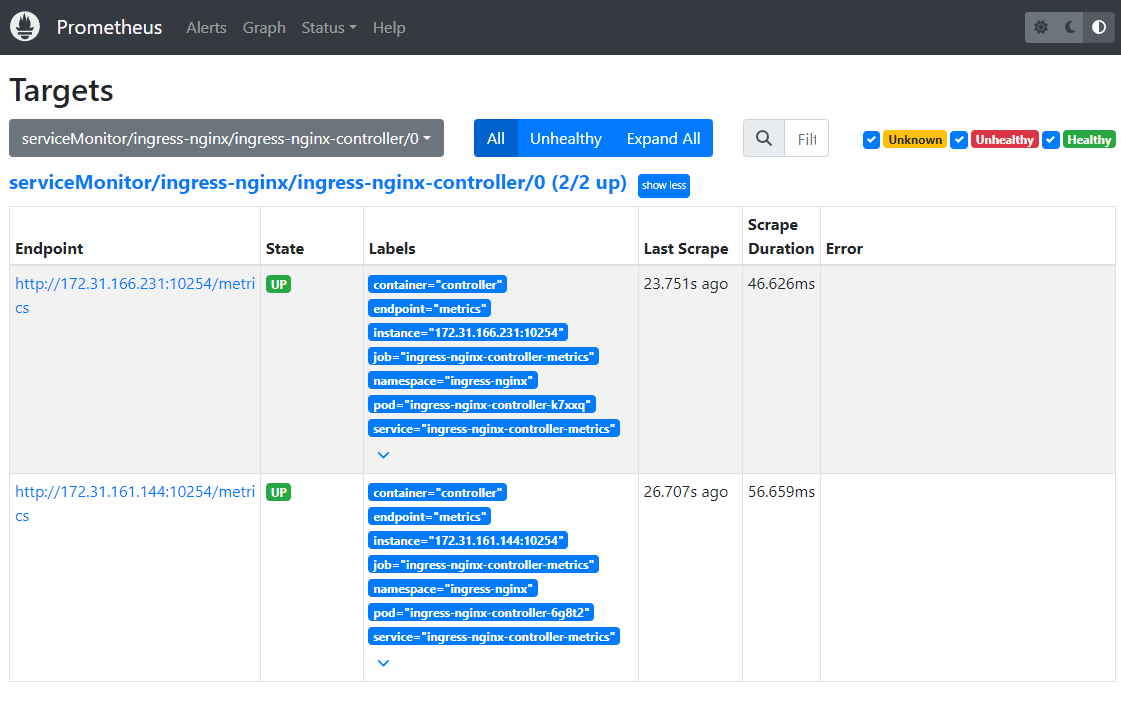 Prometheus Alerts Graph Status Help
Targets
serviceMonitor/ingress-nginx/ingress-nginx-controller/0 All Unhealthy Expand All Filt Unknown Unhealthy Healthy
serviceMonitor/ingress-nginx/ingress-nginx-controller/0 (2/2 up) show less
Endpoint State Labels Last Scrape Scrape Duration Error
http://172.31.166.231:10254/metri
cs
UP
container="controller"
endpoint="metrics"
instance="172.31.166.231:10254"
job="ingress-nginx-controller-metrics"
namespace="ingress-nginx"
pod="ingress-nginx-controller-k7xxq"
service="ingress-nginx-controller-metrics"
23.751s ago
46.626ms
http://172.31.161.144:10254/metri
cs
UP
container="controller"
endpoint="metrics"
instance="172.31.161.144:10254"
job="ingress-nginx-controller-metrics"
namespace="ingress-nginx"
pod="ingress-nginx-controller-6g8t2"
service="ingress-nginx-controller-metrics"
26.707s ago
56.659ms